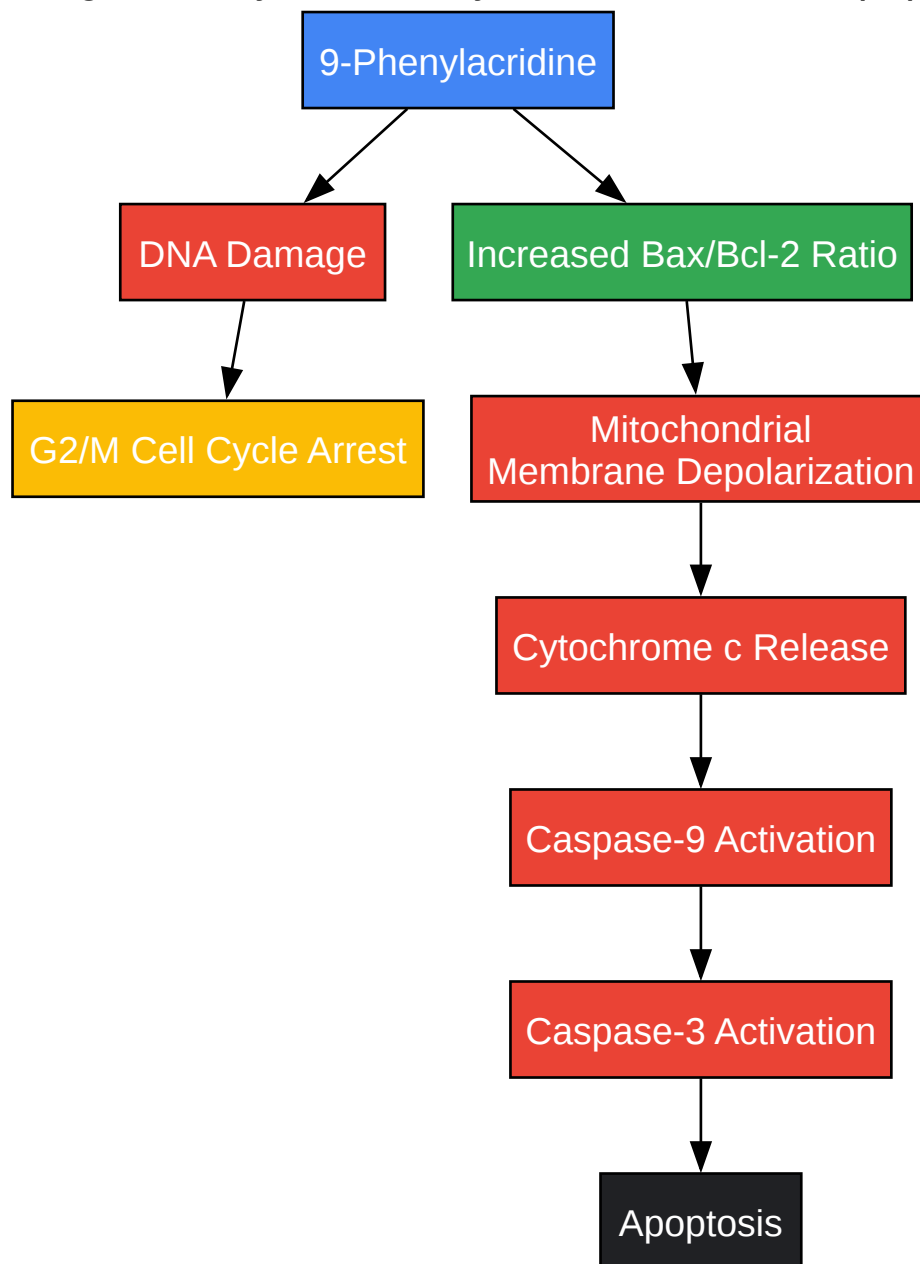 9-Phenylacridine
DNA Damage
Increased Bax/Bcl-2 Ratio
G2/M Cell Cycle Arrest
Mitochondrial
Membrane Depolarization
Cytochrome c Release
Caspase-9 Activation
Caspase-3 Activation
Apoptosis